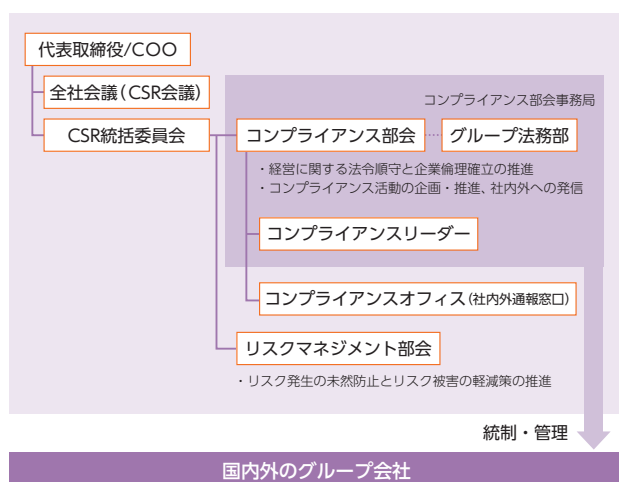 代表取締役/COO
全社会議（CSR会議）
コンプライアンス部会事務局
CSR統括委員会
コンプライアンス部会
グループ法務部
・経営に関する法令順守と企業倫理確立の推進
・コンプライアンス活動の企画・推進、社内外への発信
コンプライアンスリーダー
コンプライアンスオフィス（社内外通報窓口）
リスクマネジメント部会
・リスク発生の未然防止とリスク被害の軽減策の推進
統制・管理
国内外のグループ会社